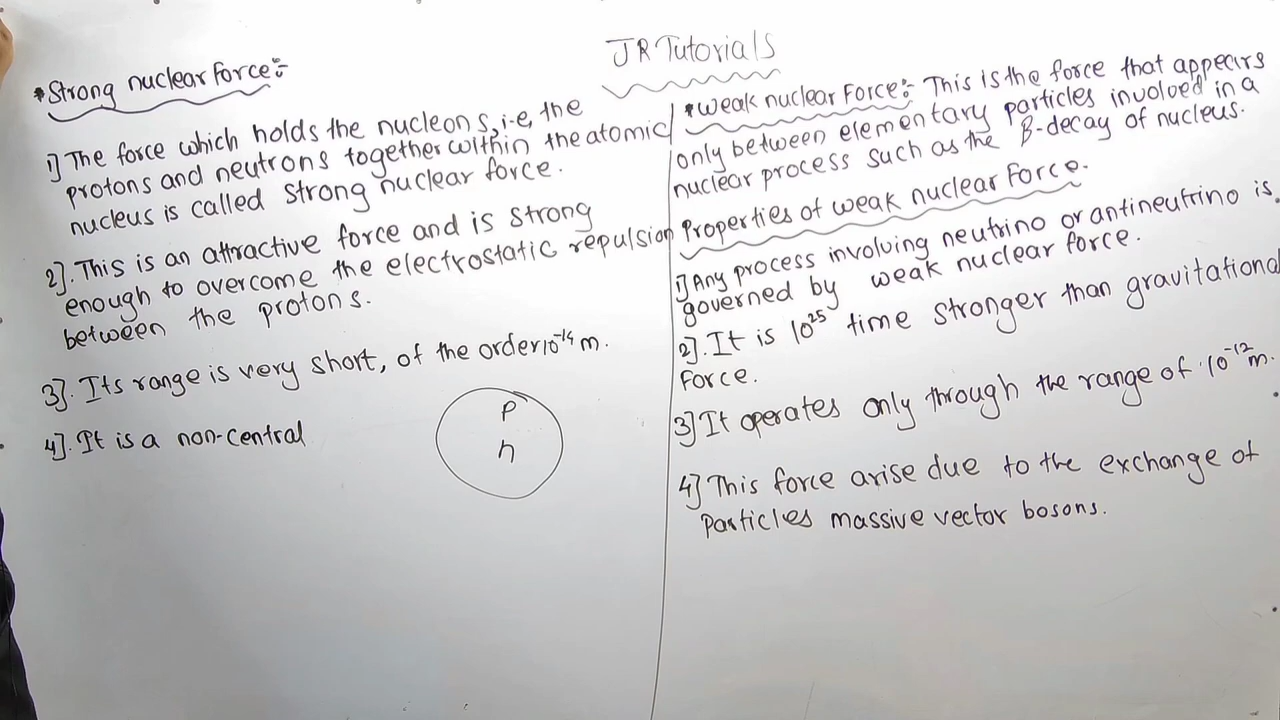 JR Tutorials
*Strong nuclear force:-
1] The force which holds the nucleons, i-e, the
protons and neutrons together within the atomic
nucleus is called strong nuclear force.
2]. This is an attractive force and is strong
enough to overcome the electrostatic repulsion
between the protons.
3]. Its range is very short, of the order 10⁻¹⁴ m.
4]. It is a non-central
P
n
*Weak nuclear Force:- This is the force that appears
only between elementary particles involved in a
nuclear process such as the β-decay of nucleus.
Properties of weak nuclear Force.
1] Any process involving neutrino or antineutrino is
governed by weak nuclear force.
2]. It is 10²⁵ time stronger than gravitational
Force.
3] It operates only through the range of 10⁻¹² m.
4] This force arise due to the exchange of
Particles massive vector bosons.